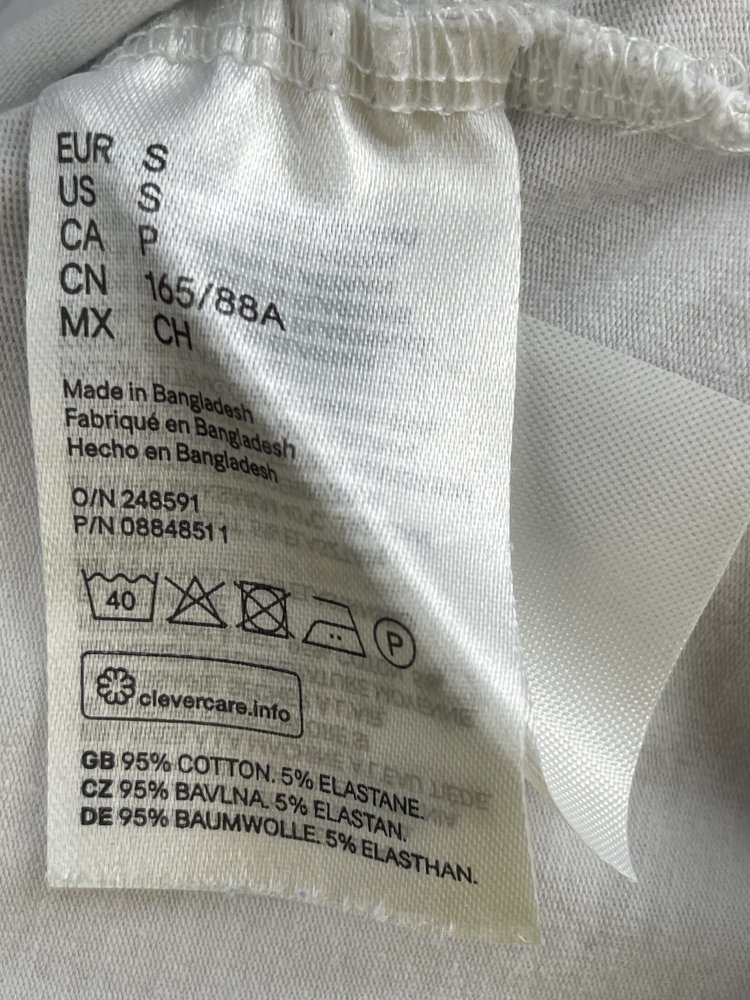 EUR S
US S
CA P
CN 165/88A
MX CH
Made in Bangladesh
Fabriqué en Bangladesh
Hecho en Bangladesh
O/N 248591
P/N 08848511
40
P
clevercare.info
GB 95% COTTON. 5% ELASTANE.
CZ 95% BAVLNA. 5% ELASTAN.
DE 95% BAUMWOLLE. 5% ELASTHAN.